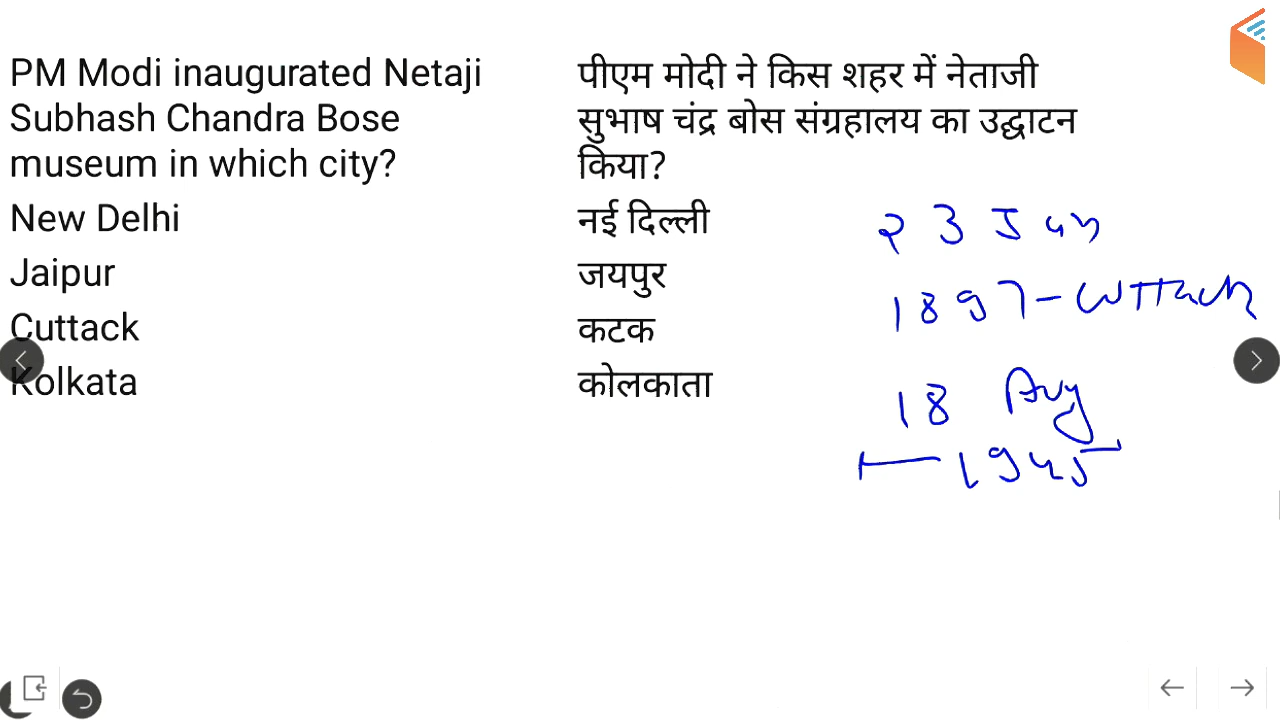 PM Modi inaugurated Netaji
Subhash Chandra Bose
museum in which city?
New Delhi
Jaipur
Cuttack
Kolkata
पीएम मोदी ने किस शहर में नेताजी
सुभाष चंद्र बोस संग्रहालय का उद्घाटन
किया?
नई दिल्ली
जयपुर
कटक
कोलकाता
23 Jan
1897 - Cuttack
18 Aug
1945